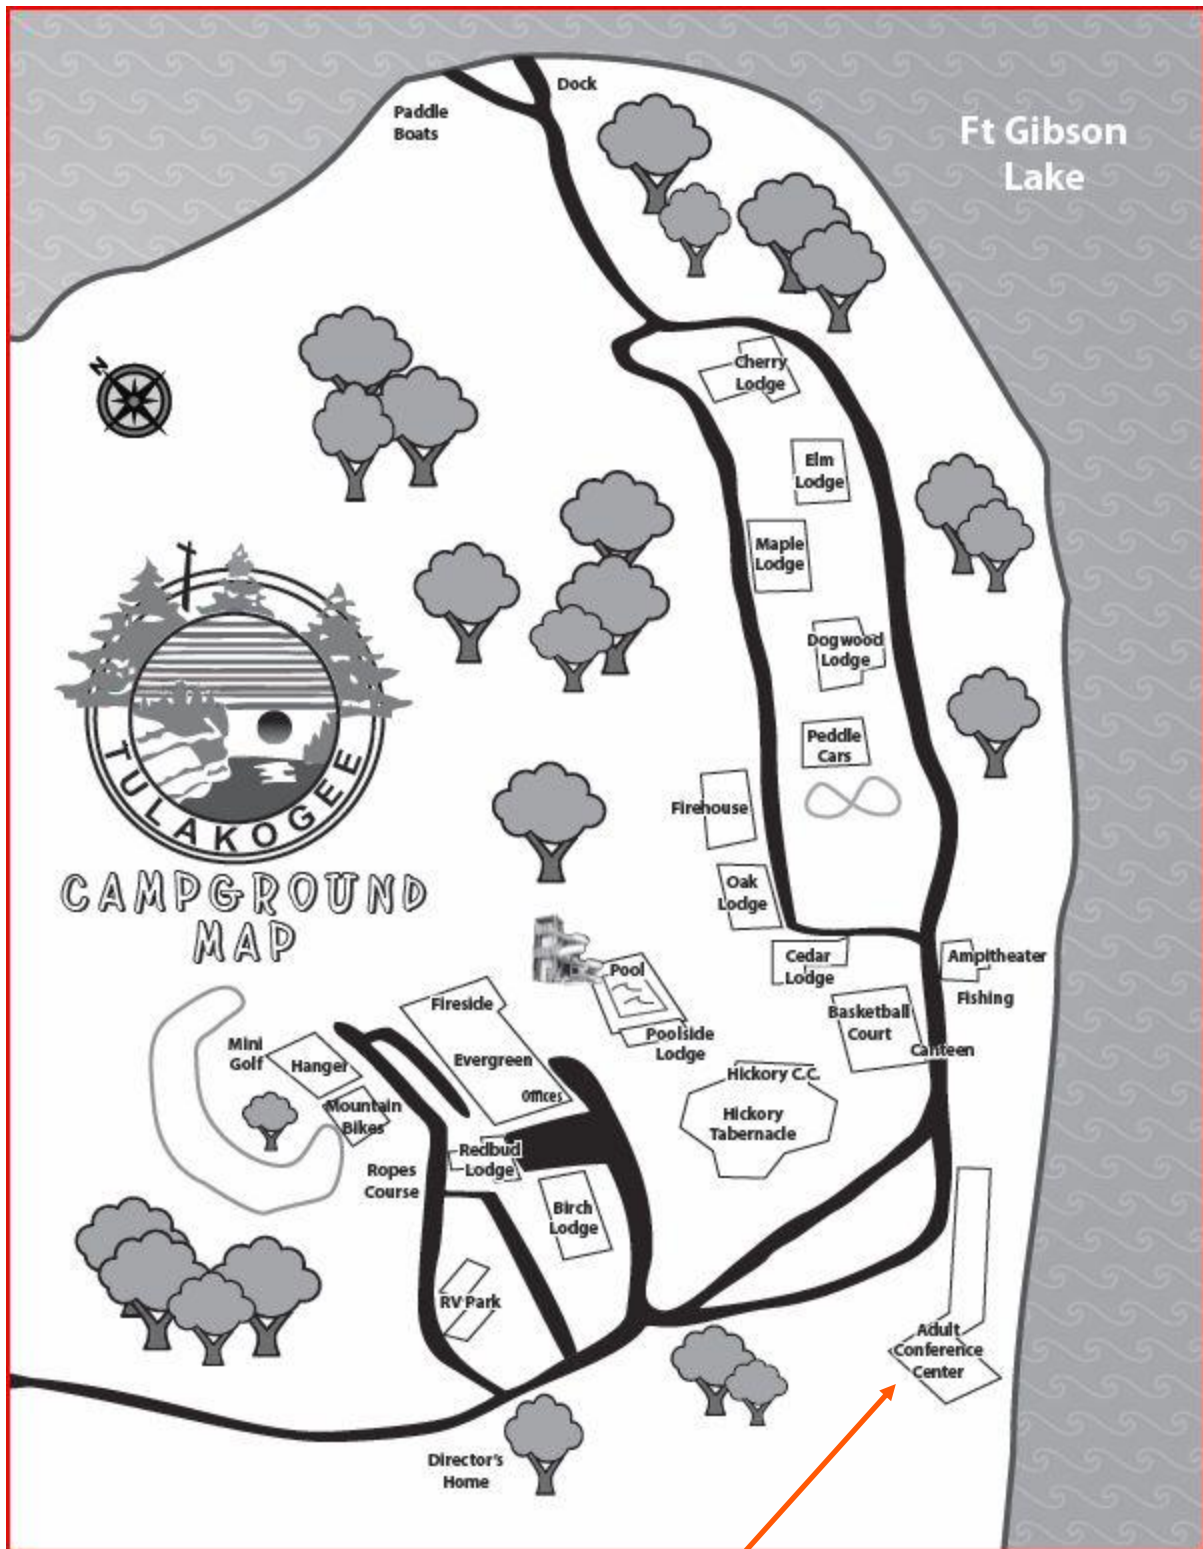 Dock
Paddle
Boats
Ft Gibson
Lake
N
Cherry
Lodge
Elm
Lodge
Maple
Lodge
Dogwood
Lodge
Peddle
Cars
TULAKOGEE
CAMPGROUND
MAP
Firehouse
Oak
Lodge
Cedar
Lodge
Ampitheater
Fishing
Pool
Poolside
Lodge
Basketball
Court
Canteen
Fireside
Evergreen
Offices
Mini
Golf
Hanger
Mountain
Bikes
Hickory C.C.
Hickory
Tabernacle
Redbud
Lodge
Ropes
Course
Birch
Lodge
RV Park
Adult
Conference
Center
Director's
Home